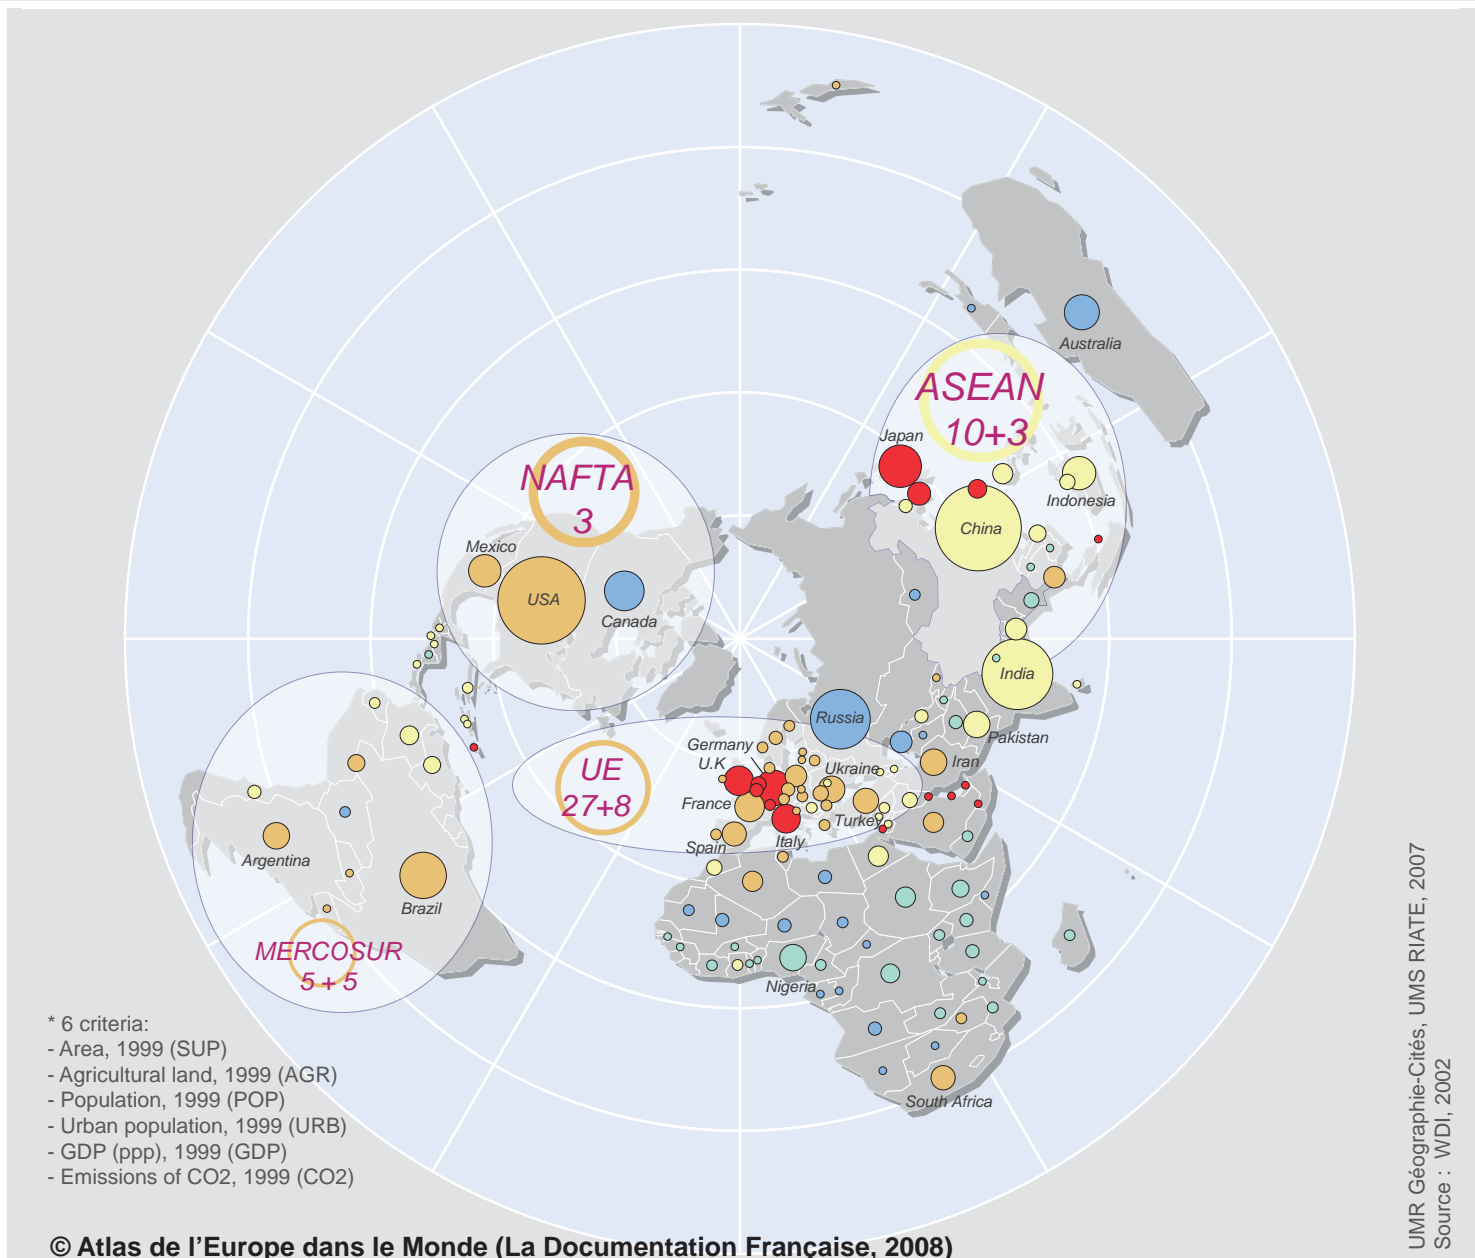 Australia
ASEAN
10+3
Japan
Indonesia
China
NAFTA
3
Mexico
USA
Canada
India
Russia
Pakistan
Germany
U.K
Ukraine
Iran
UE
27+8
France
Turkey
Spain
Italy
Argentina
Brazil
MERCOSUR
5+5
Nigeria
South Africa
* 6 criteria:
- Area, 1999 (SUP)
- Agricultural land, 1999 (AGR)
- Population, 1999 (POP)
- Urban population, 1999 (URB)
- GDP (ppp), 1999 (GDP)
- Emissions of CO2, 1999 (CO2)
© Atlas de l'Europe dans le Monde (La Documentation Française, 2008)
UMR Géographie-Cités, UMS RIATE, 2007
Source : WDI, 2002